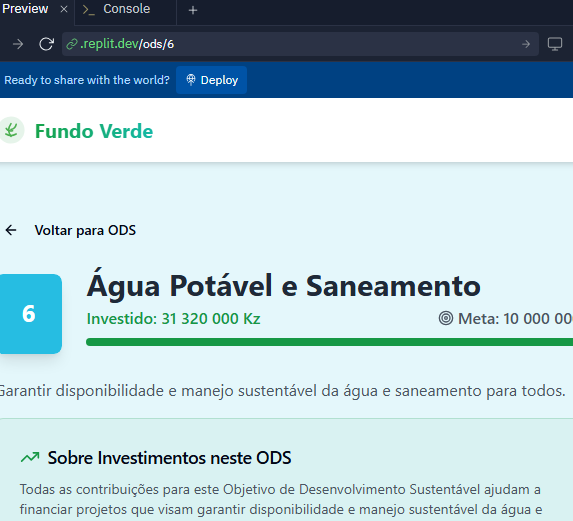 Preview × >_ Console +
.replit.dev/ods/6
Ready to share with the world? Deploy
Fundo Verde
Voltar para ODS
6
Água Potável e Saneamento
Investido: 31 320 000 Kz Meta: 10 000
Garantir disponibilidade e manejo sustentável da água e saneamento para todos.
Sobre Investimentos neste ODS
Todas as contribuições para este Objetivo de Desenvolvimento Sustentável ajudam a
financiar projetos que visam garantir disponibilidade e manejo sustentável da água e